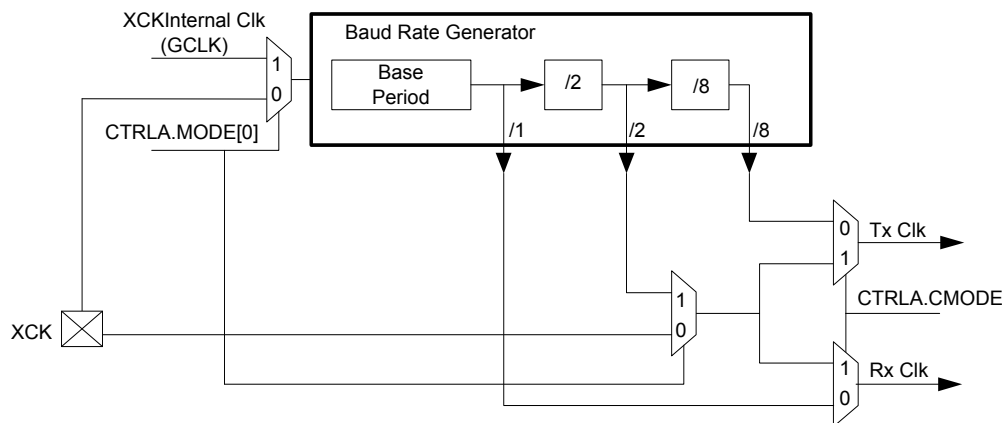 XCKInternal Clk
(GCLK)
Baud Rate Generator
1
0
Base
Period
/2
/8
CTRLA.MODE[0]
/1
/2
/8
0
1
Tx Clk
1
0
CTRLA.CMODE
XCK
1
0
Rx Clk